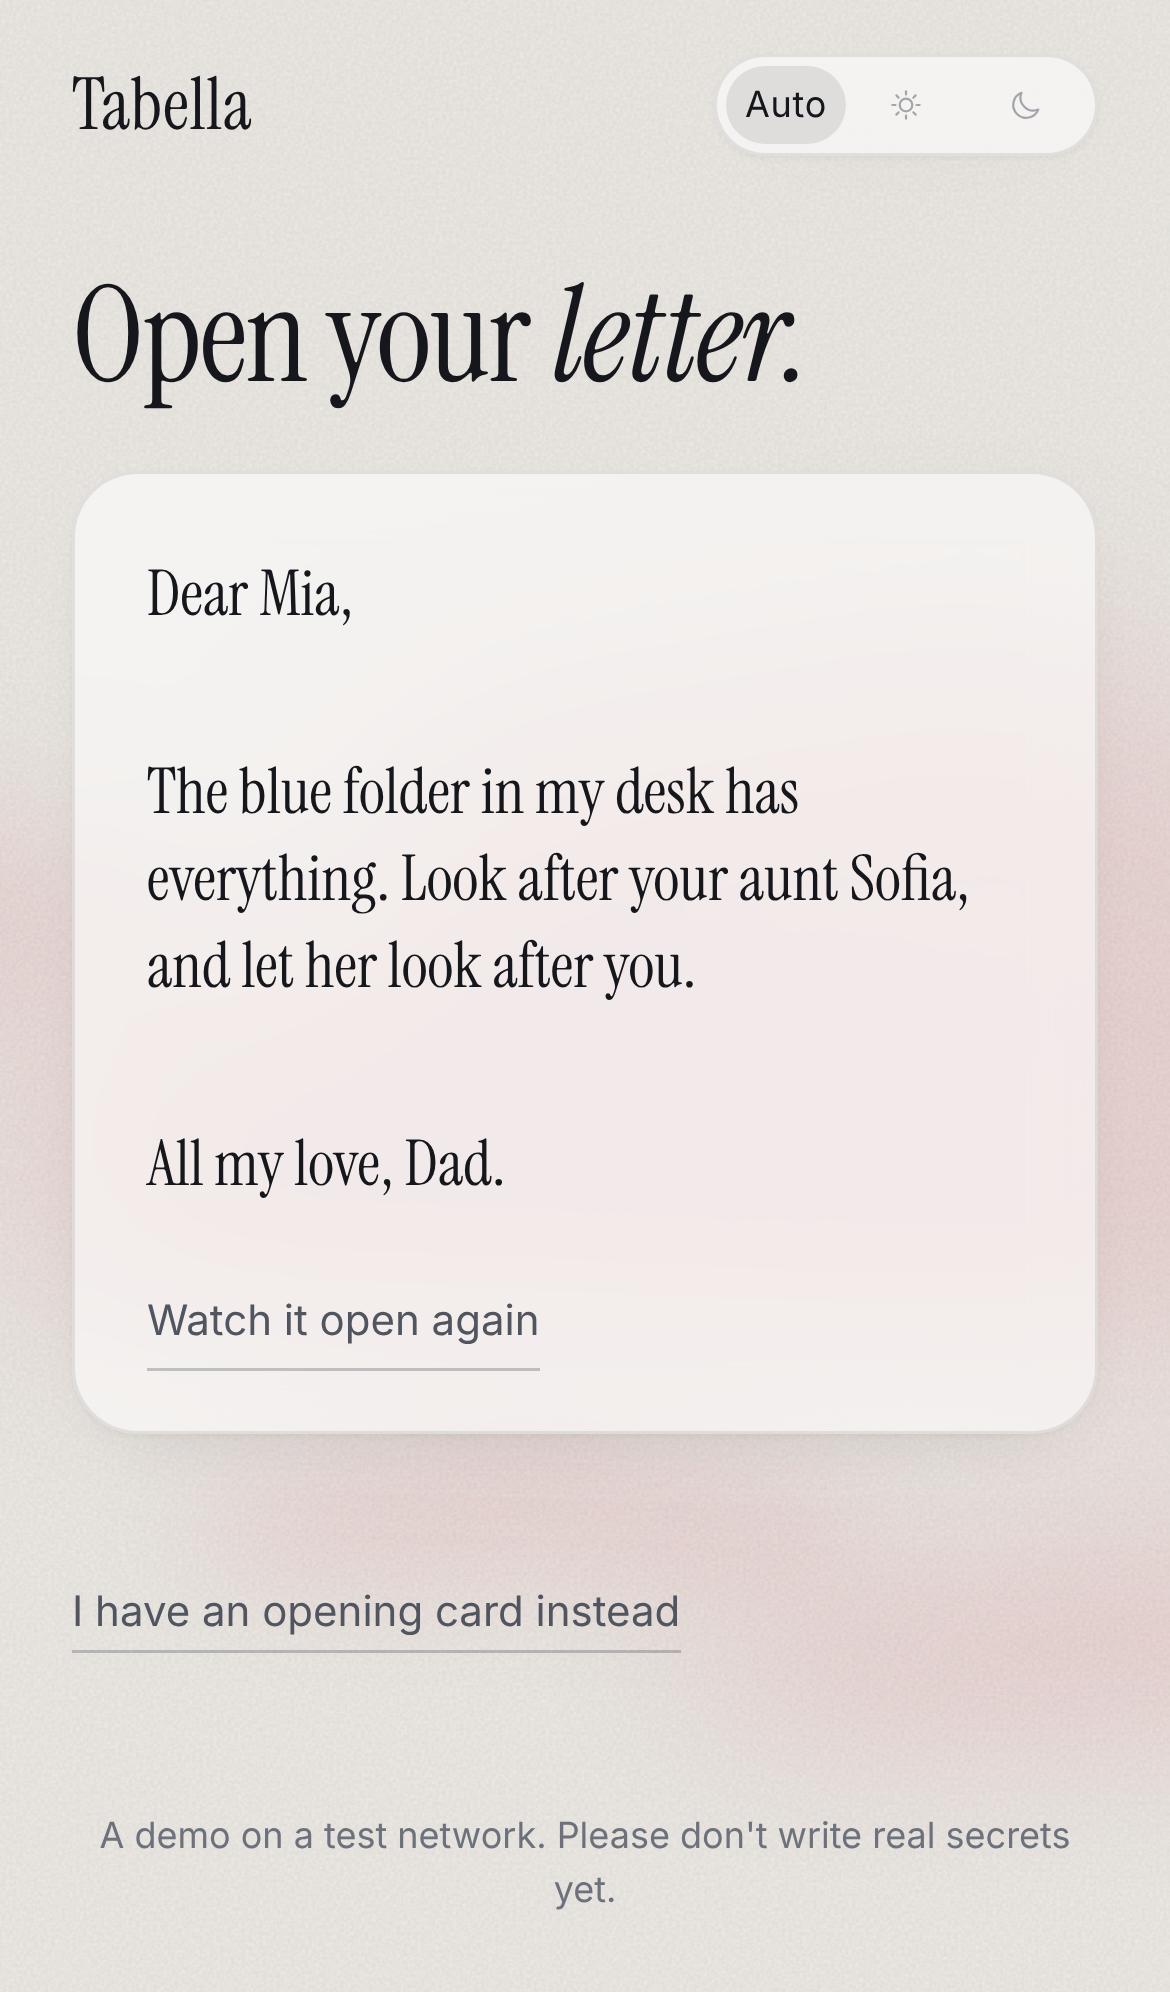 Tabella
Auto
Open your letter.
Dear Mia,
The blue folder in my desk has
everything. Look after your aunt Sofia,
and let her look after you.
All my love, Dad.
Watch it open again
I have an opening card instead
A demo on a test network. Please don't write real secrets
yet.